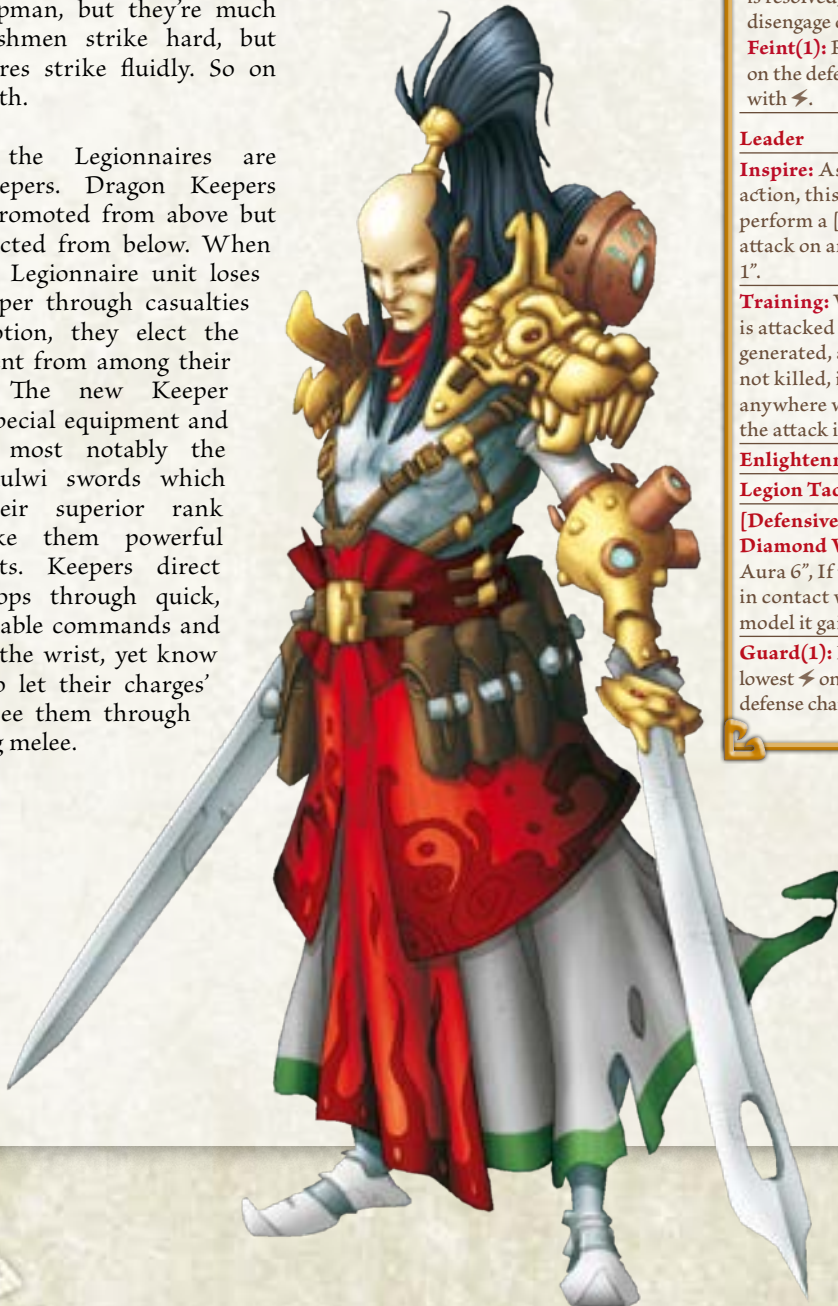 pman, but they're much
shmen strike hard, but
res strike fluidly. So on
th.
the Legionnaires are
epers. Dragon Keepers
romoted from above but
cted from below. When
Legionnaire unit loses
per through casualties
ption, they elect the
nt from among their
The new Keeper
pecial equipment and
most notably the
ulwi swords which
eir superior rank
ke them powerful
ts. Keepers direct
ops through quick,
able commands and
the wrist, yet know
o let their charges'
ee them through
g melee.
is resolved,
disengage
Feint(1):
on the defe
with ⚡.
Leader
Inspire: As
action, this
perform a [
attack on a
1”.
Training:
is attacked
generated, a
not killed, i
anywhere w
the attack i
Enlighten
Legion Tac
[Defensive
Diamond
Aura 6”, If
in contact
model it ga
Guard(1):
lowest ⚡ on
defense cha